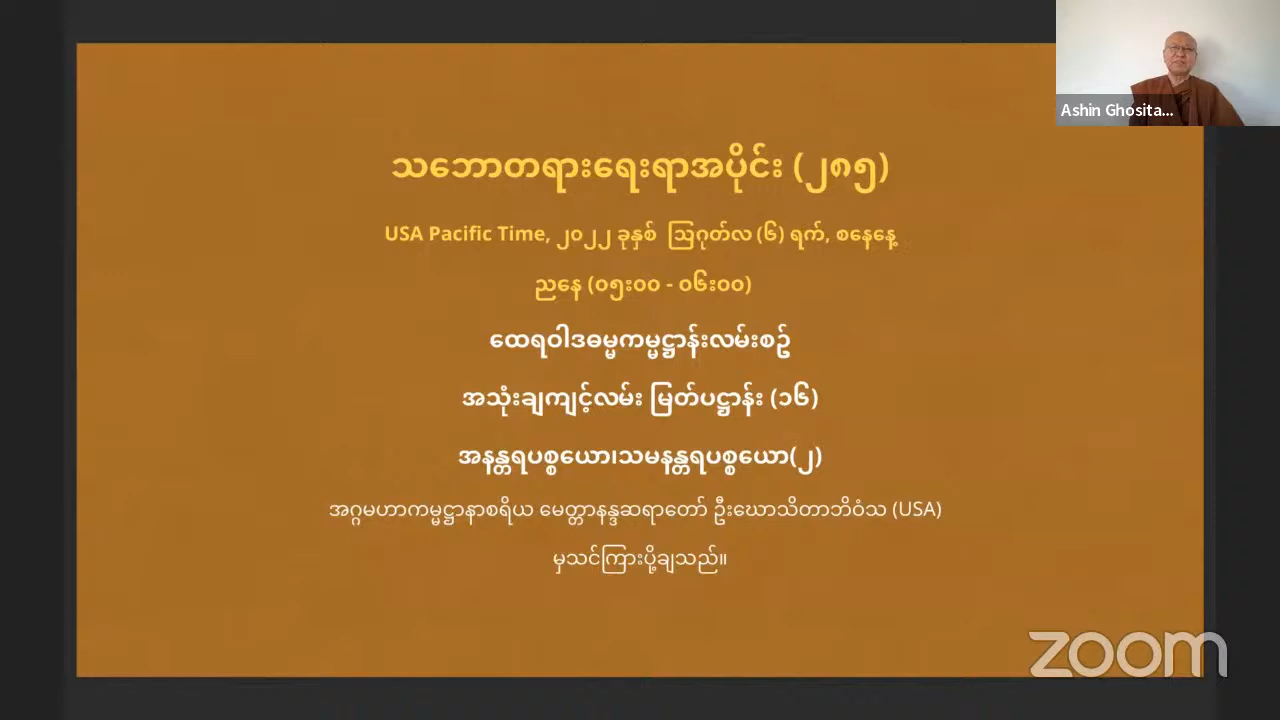 သဘောတရားရေးရာအပိုင်း (၂၈၅)
USA Pacific Time, ၂၀၂၂ ခုနှစ် ဩဂုတ်လ (၆) ရက်, စနေနေ့
ညနေ (၀၅း၀၀ - ၀၆း၀၀)
ထေရဝါဒဓမ္မကမ္မဋ္ဌာန်းလမ်းစဉ်
အသုံးချကျင့်လမ်း မြတ်ပဋ္ဌာန်း (၁၆)
အနန္တရပစ္စယော၊သမနန္တရပစ္စယော(၂)
အဂ္ဂမဟာကမ္မဋ္ဌာနာစရိယ မေတ္တာနန္ဒဆရာတော် ဦးဃောသိတာဘိဝံသ (USA)
မှသင်ကြားပို့ချသည်။
Ashin Ghosita...
zoom